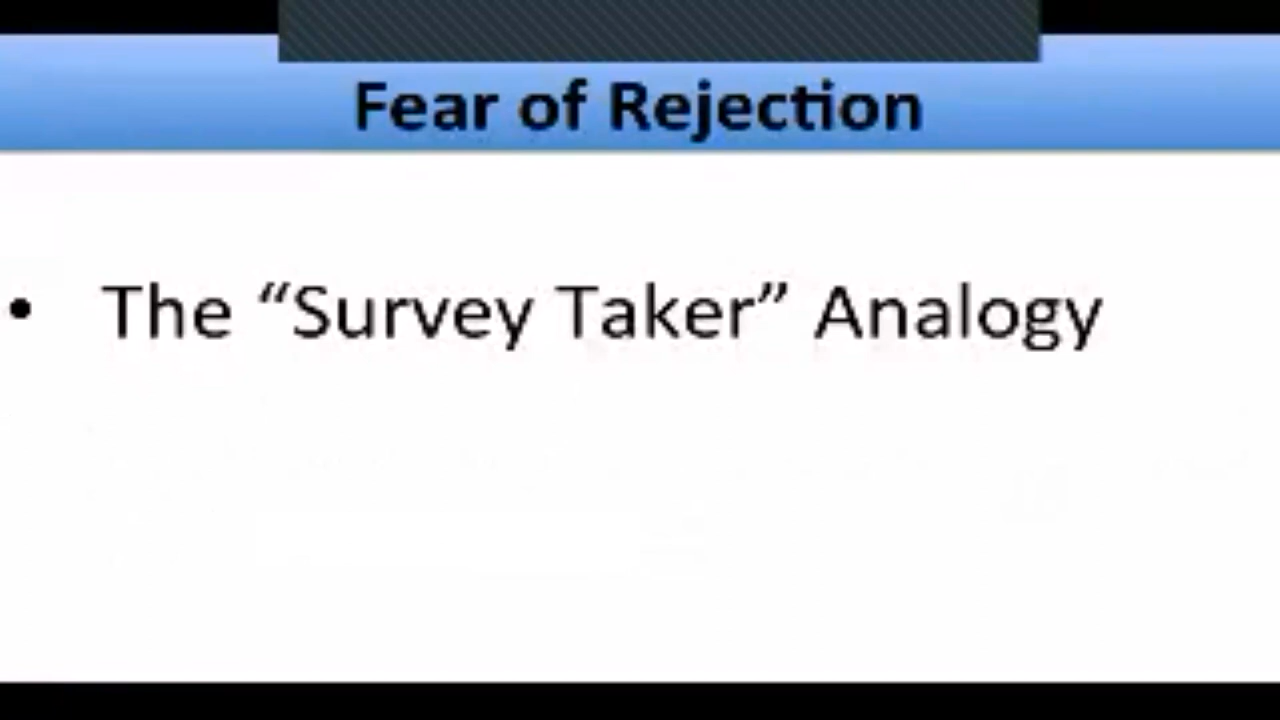 Fear of Rejection
• The “Survey Taker” Analogy